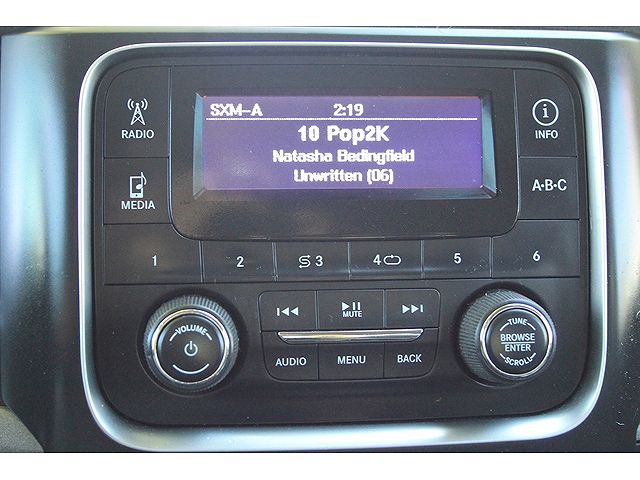 SXM-A 2:19
10 Pop2K
Natasha Bedingfield
Unwritten (06)
RADIO
INFO
MEDIA
A·B·C
1 2 3 4 5 6
MUTE
VOLUME
AUDIO MENU BACK
TUNE
BROWSE
ENTER
SCROLL